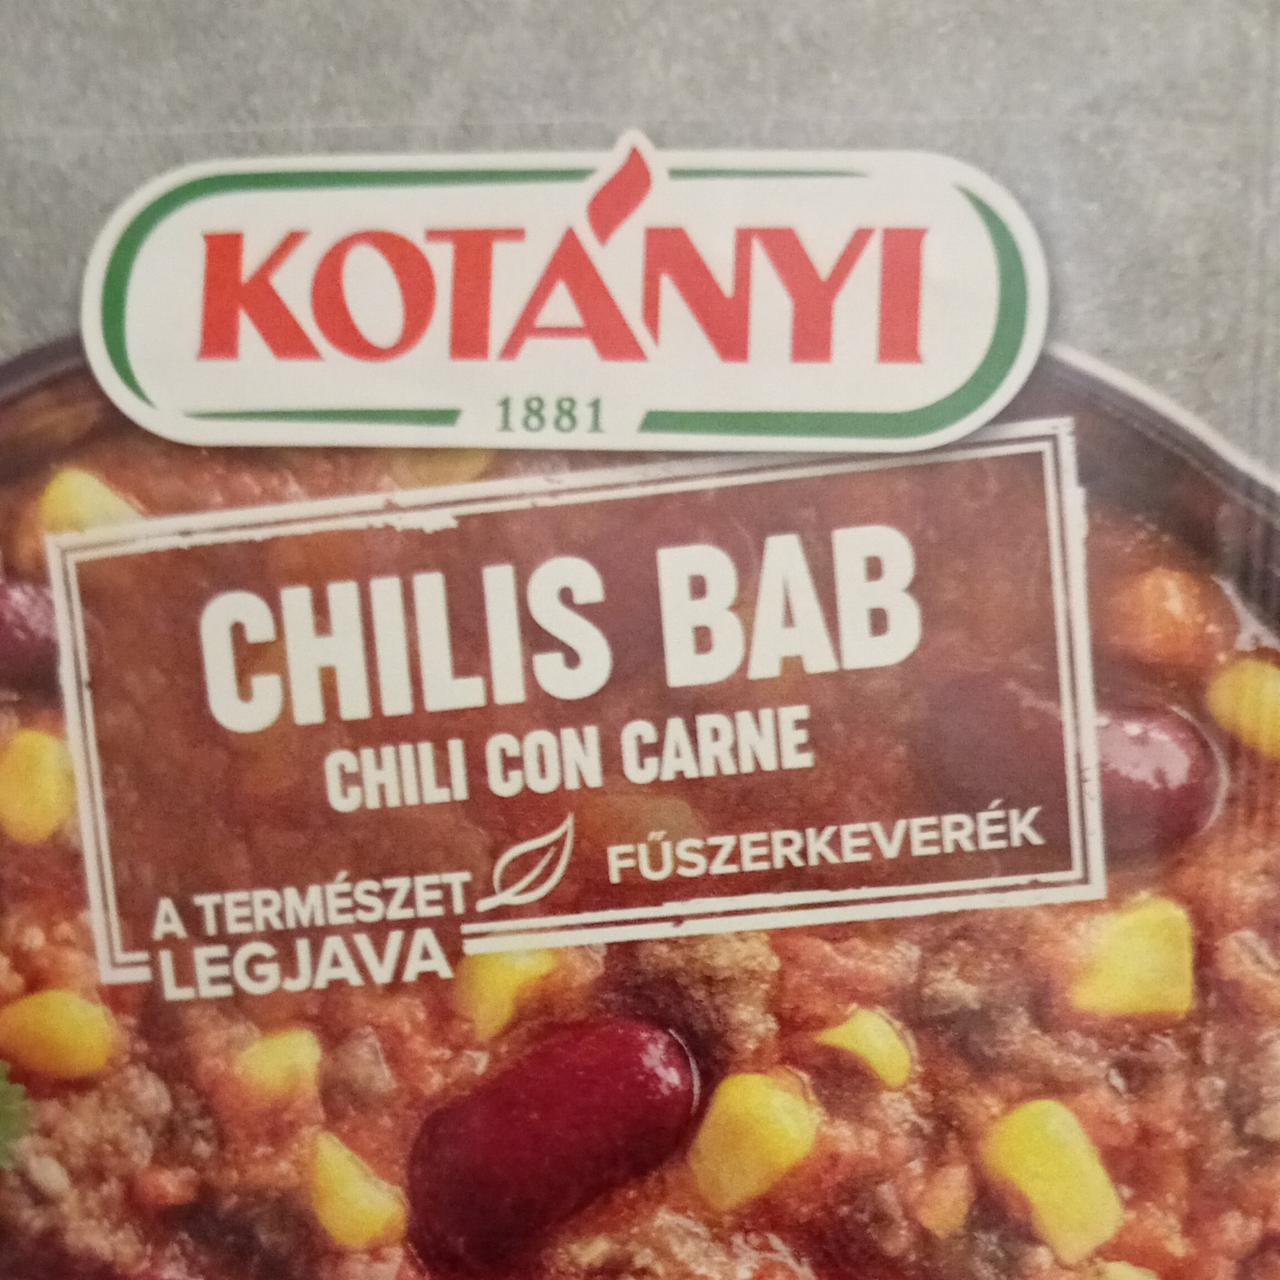 KOTÁNYI
1881
CHILIS BAB
CHILI CON CARNE
A TERMÉSZET
LEGJAVA
FŰSZERKEVERÉK